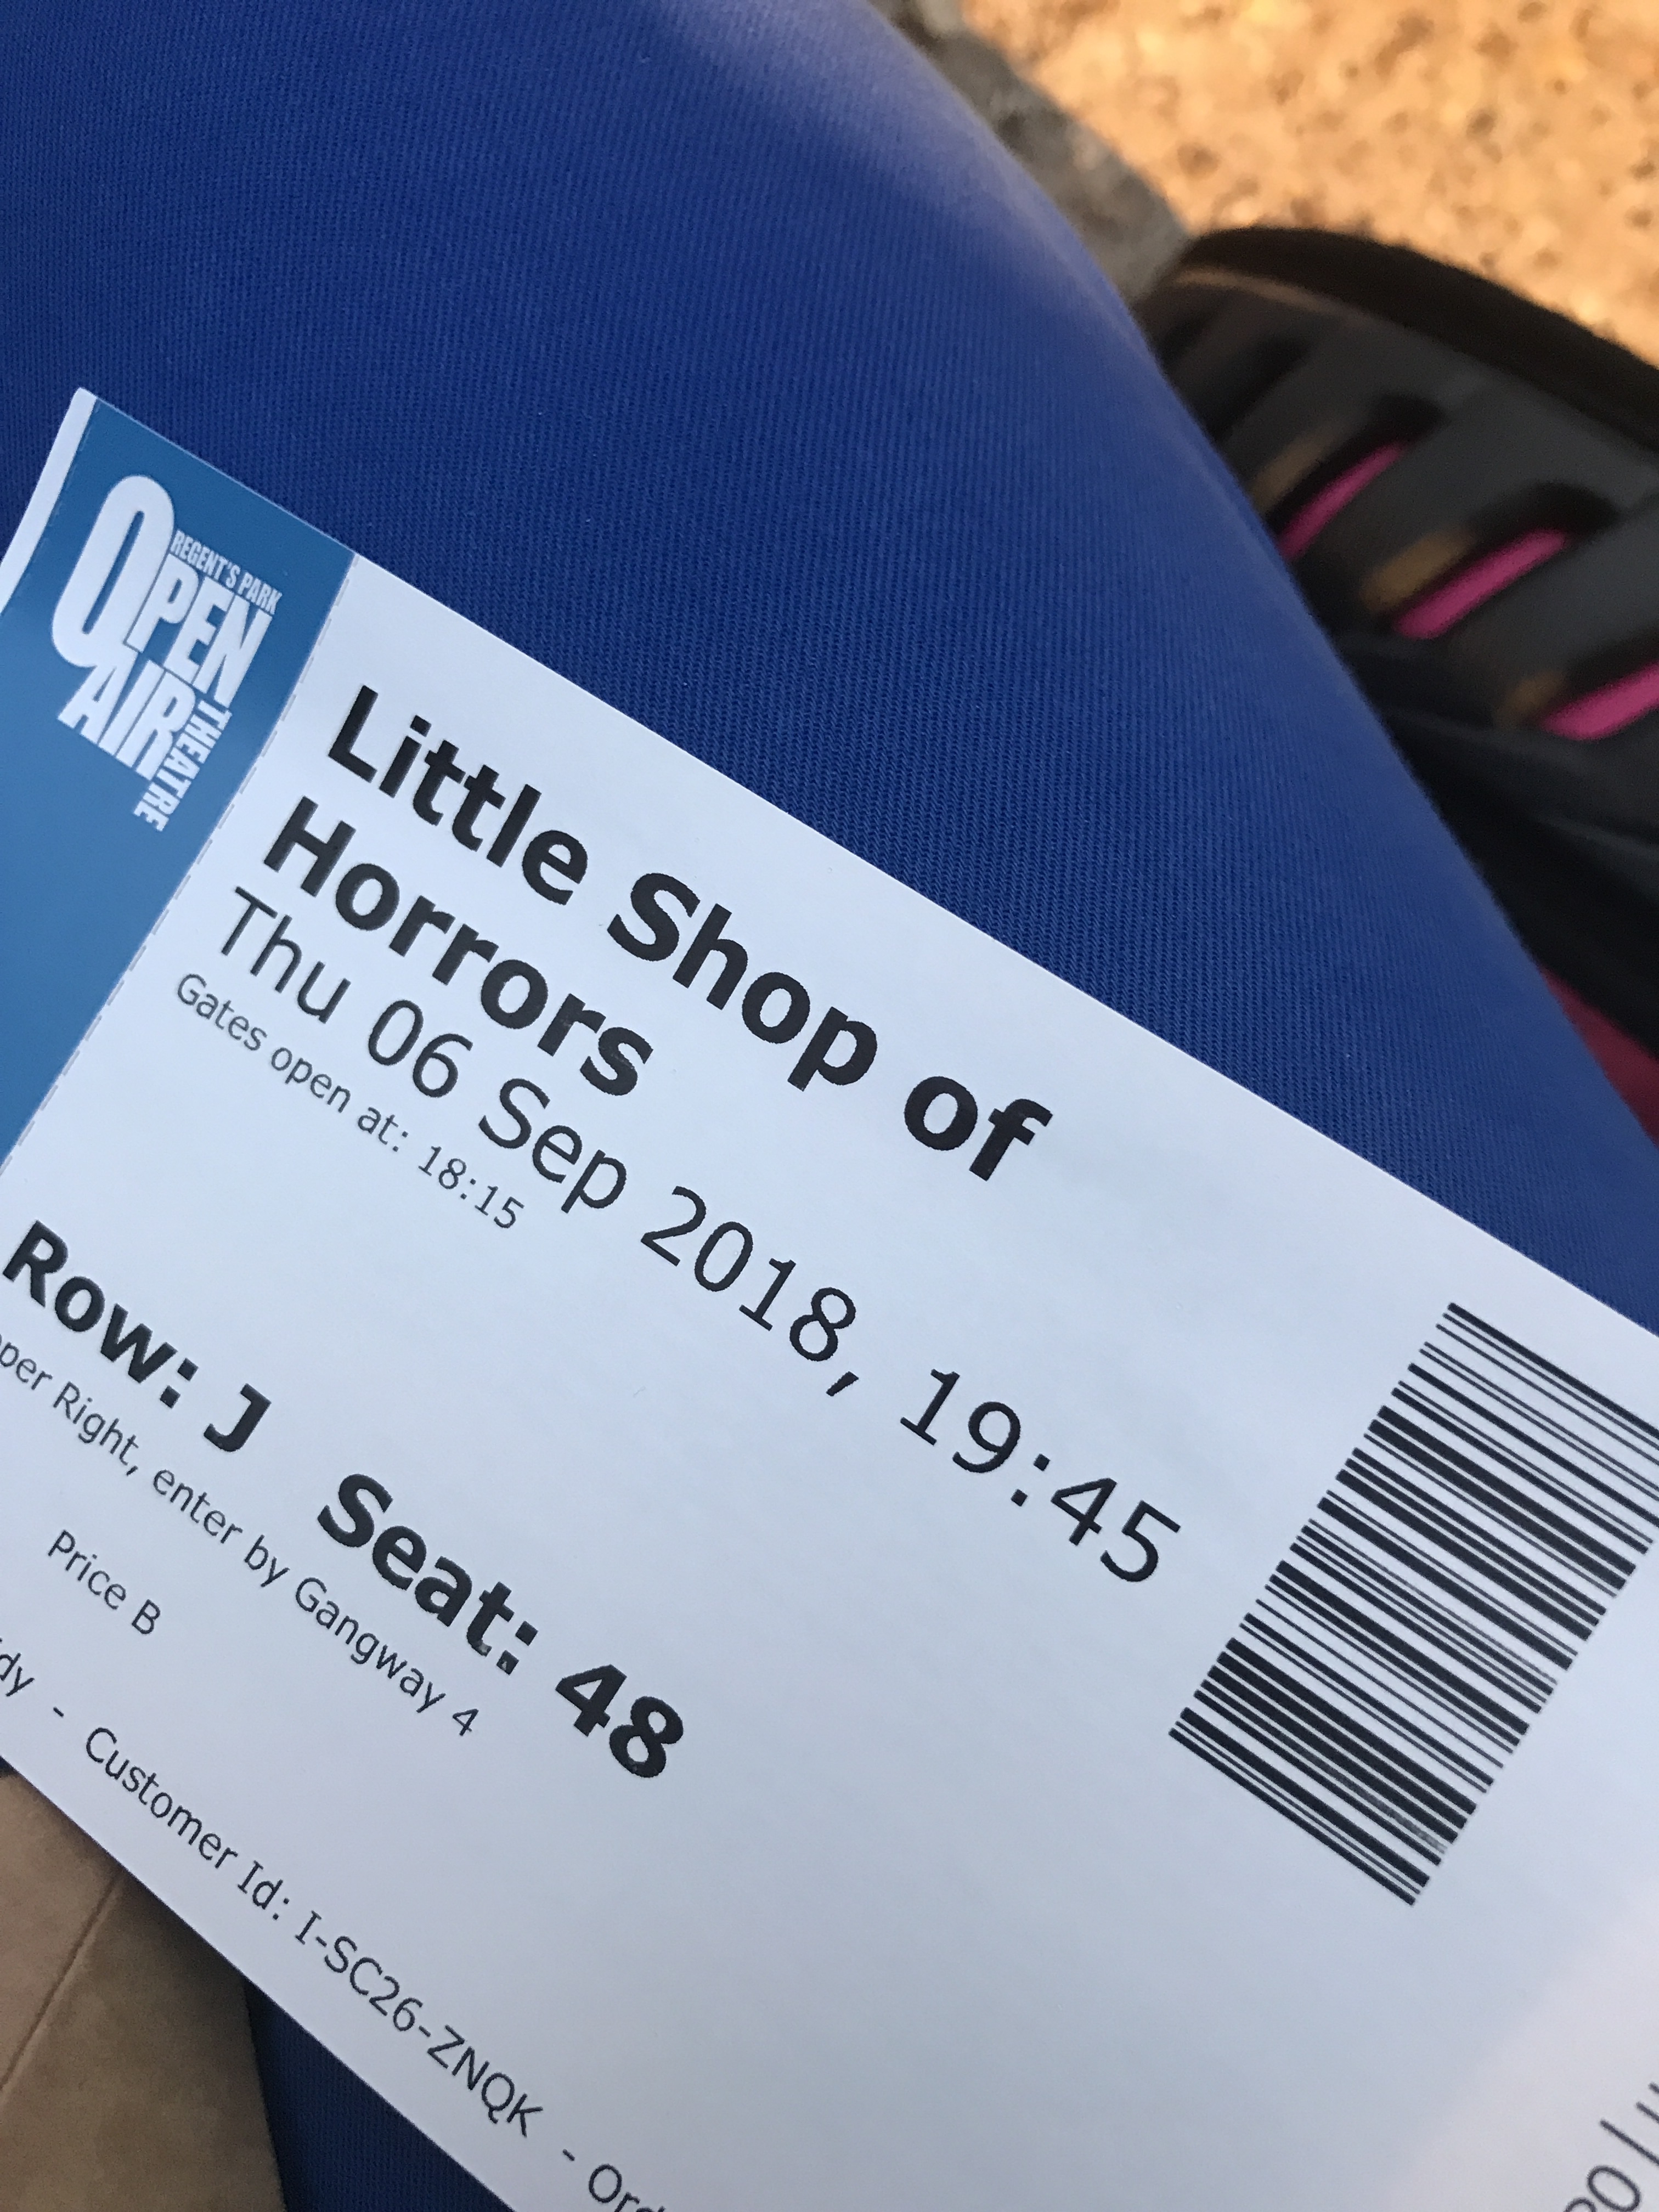 REGENT'S PARK
OPEN
AIR
THEATRE
Little Shop of
Horrors
Thu 06 Sep 2018, 19:45
Gates open at: 18:15
Row: J Seat: 48
Right, enter by Gangway 4
Price B
- Customer Id: I-SC26-ZNQK -